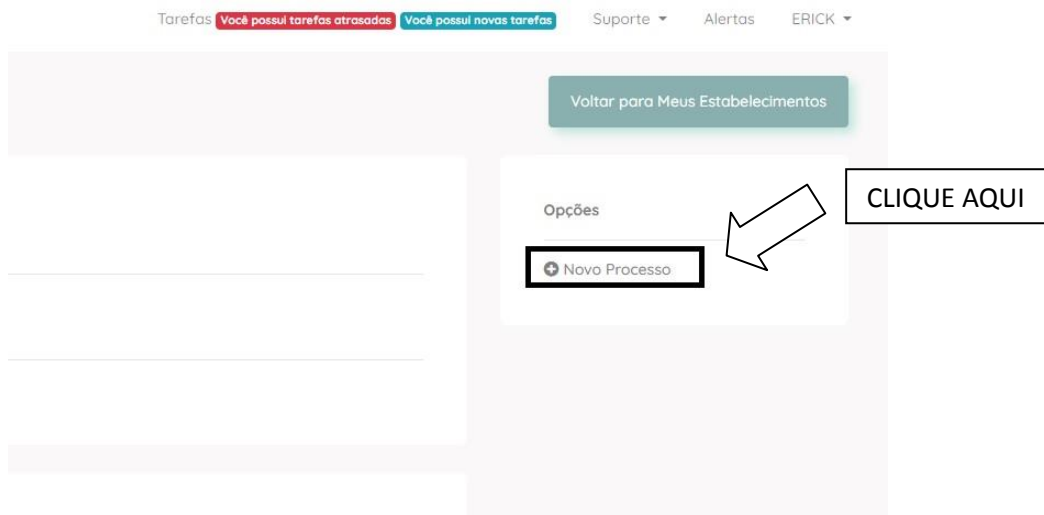 Tarefas Você possui tarefas atrasadas Você possui novas tarefas Suporte Alertas ERICK
Voltar para Meus Estabelecimentos
Opções
CLIQUE AQUI
Novo Processo